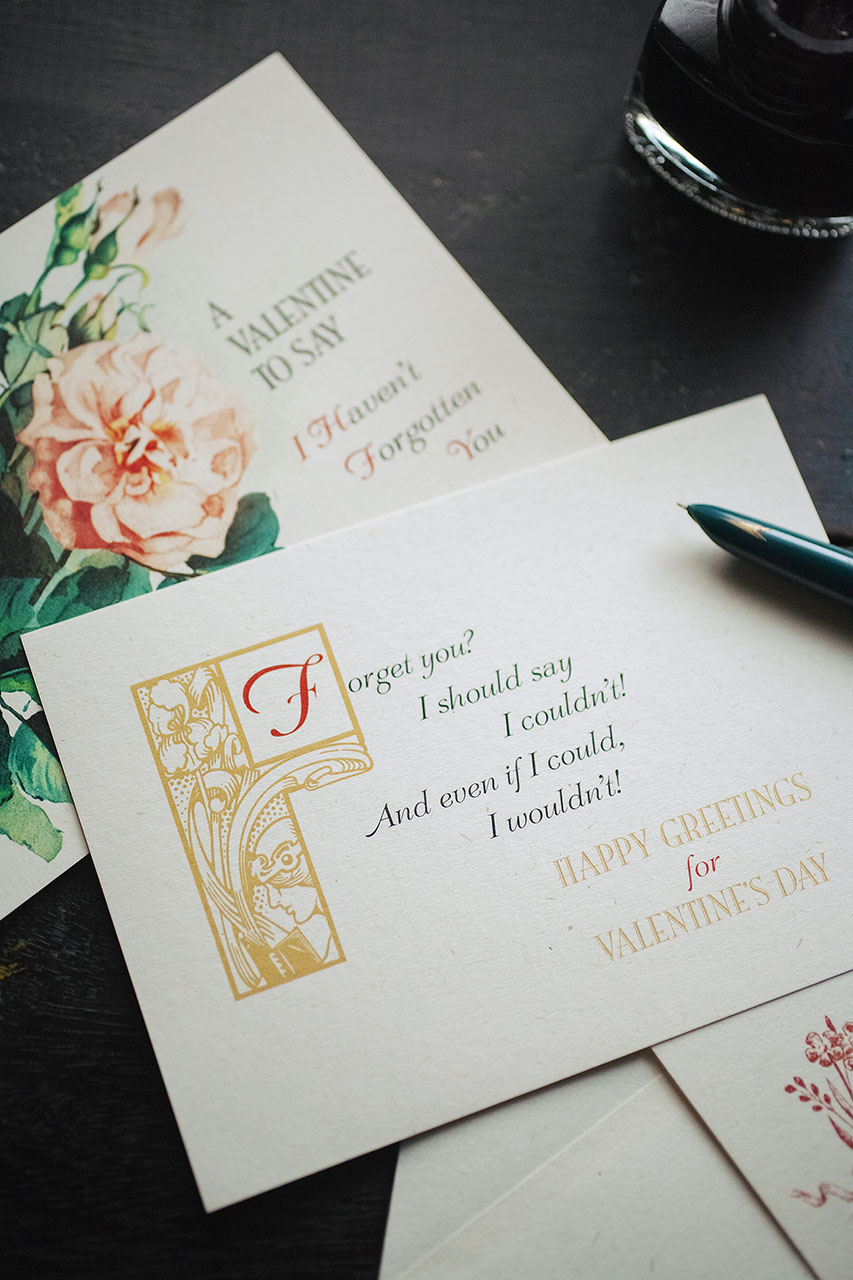 A
VALENTINE
TO SAY
I Haven't
Forgotten
You
Forget you?
I should say
I couldn't!
And even if I could,
I wouldn't!
HAPPY GREETINGS
for
VALENTINE'S DAY